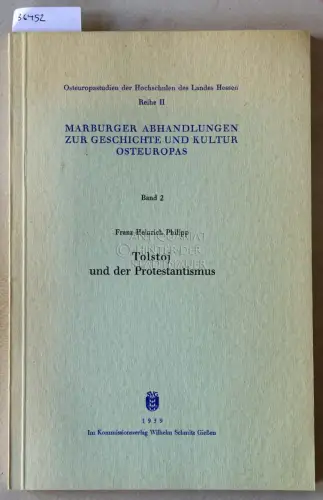 36452
Osteuropastudien der Hochschulen des Landes Hessen
Reihe II
MARBURGER ABHANDLUNGEN
ZUR GESCHICHTE UND KULTUR
OSTEUROPAS
Band 2
Franz Heinrich Philipp
Tolstoj
und der Protestantismus
1959
Im Kommissionsverlag Wilhelm Schmitz Gießen